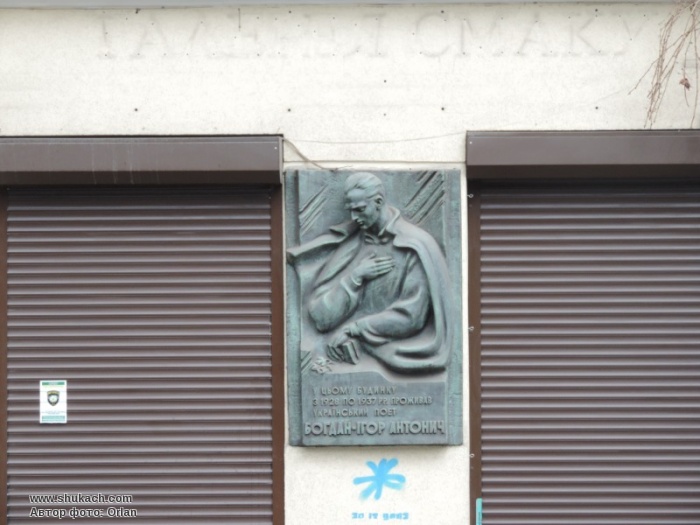 ГАЛЕРЕЯ СМАКУ
У ЦЬОМУ БУДИНКУ
З 1928 ПО 1937 РР. ПРОЖИВАВ
УКРАЇНСЬКИЙ ПОЕТ
БОГДАН-ІГОР АНТОНИЧ
www.shukach.com
Автор фото: Orlan